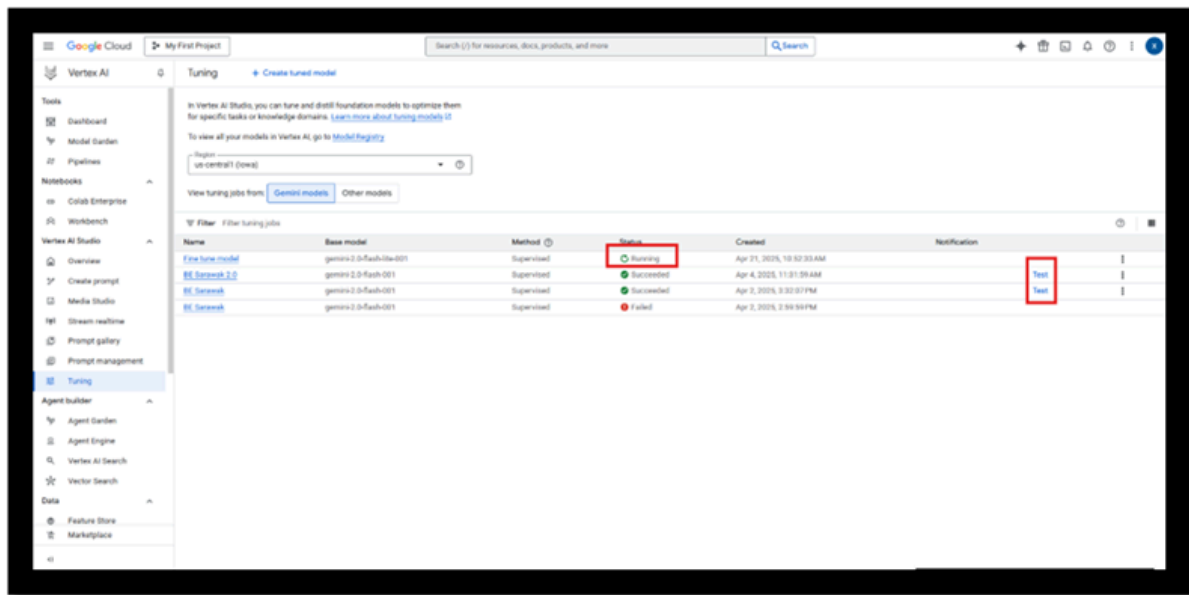 Google Cloud My First Project Search (/) for resources, docs, products, and more Search X
Vertex AI
Tools
Dashboard
Model Garden
Pipelines
Notebooks
Colab Enterprise
Workbench
Vertex AI Studio
Overview
Create prompt
Media Studio
Stream realtime
Prompt gallery
Prompt management
Tuning
Agent builder
Agent Garden
Agent Engine
Vertex AI Search
Vector Search
Data
Feature Store
Marketplace
Tuning + Create tuned model
In Vertex AI Studio, you can tune and distill foundation models to optimize them
for specific tasks or knowledge domains. Learn more about tuning models
To view all your models in Vertex AI, go to Model Registry
Region
us-central1 (Iowa)
View tuning jobs from: Gemini models Other models
Filter Filter tuning jobs
Name Base model Method Status Created Notification
Fine tune model gemini-2.0-flash-lite-001 Supervised Running Apr 21, 2025, 10:52:33 AM
BE Sarawak 2.0 gemini-2.0-flash-001 Supervised Succeeded Apr 4, 2025, 11:01:59 AM Test
BE Sarawak gemini-2.0-flash-001 Supervised Succeeded Apr 2, 2025, 3:32:07 PM Test
BE Sarawak gemini-2.0-flash-001 Supervised Failed Apr 2, 2025, 2:59:59 PM